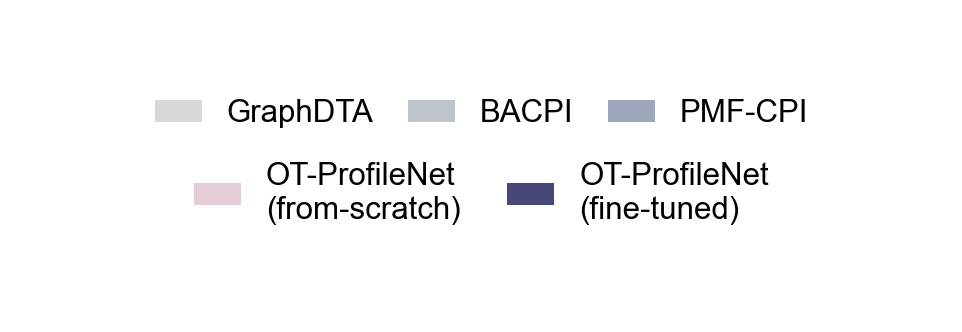 GraphDTA BACPI PMF-CPI
OT-ProfileNet OT-ProfileNet
(from-scratch) (fine-tuned)